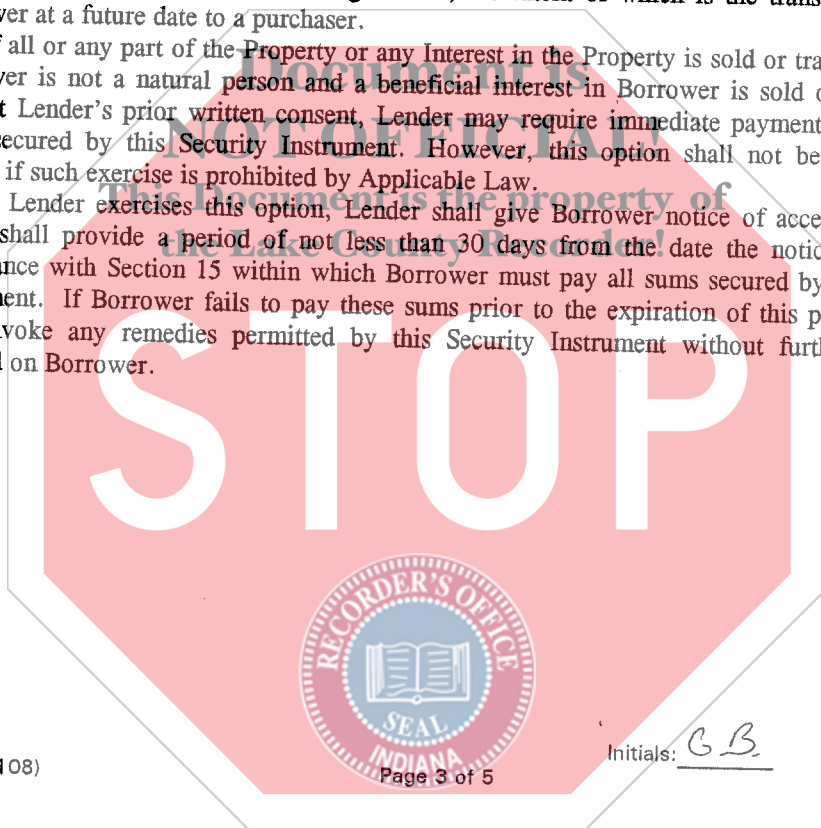 ver at a future date to a purchaser.
all or any part of the Property or any Interest in the Property is sold or tra
ver is not a natural person and a beneficial interest in Borrower is sold
t Lender's prior written consent, Lender may require immediate payment
ecured by this Security Instrument. However, this option shall not be
if such exercise is prohibited by Applicable Law.
Lender exercises this option, Lender shall give Borrower notice of acce
shall provide a period of not less than 30 days from the date the notic
nce with Section 15 within which Borrower must pay all sums secured by
ent. If Borrower fails to pay these sums prior to the expiration of this p
voke any remedies permitted by this Security Instrument without furt
on Borrower.
Document is
NOT OFFICIAL!
This Document is the property of
the Lake County Recorder!
STOP
RECORDER'S OFFICE
SEAL
INDIANA
Initials: G B.
108)
Page 3 of 5